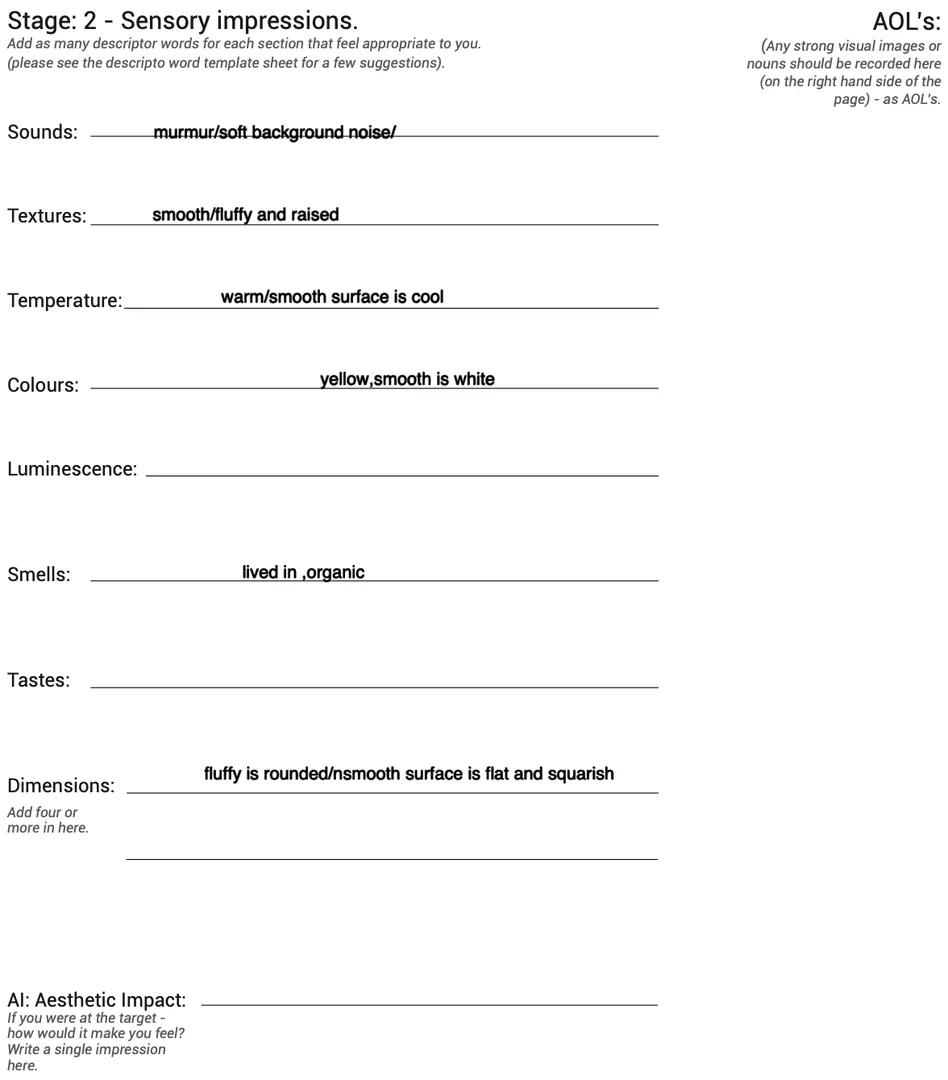 Stage: 2 - Sensory impressions.
Add as many descriptor words for each section that feel appropriate to you.
(please see the descripto word template sheet for a few suggestions).
AOL's:
(Any strong visual images or
nouns should be recorded here
(on the right hand side of the
page) - as AOL's.
Sounds: murmur/soft background noise/
Textures: smooth/fluffy and raised
Temperature: warm/smooth surface is cool
Colours: yellow,smooth is white
Luminescence:
Smells: lived in ,organic
Tastes:
Dimensions: fluffy is rounded/nsmooth surface is flat and squarish
Add four or
more in here.
AI: Aesthetic Impact:
If you were at the target -
how would it make you feel?
Write a single impression
here.